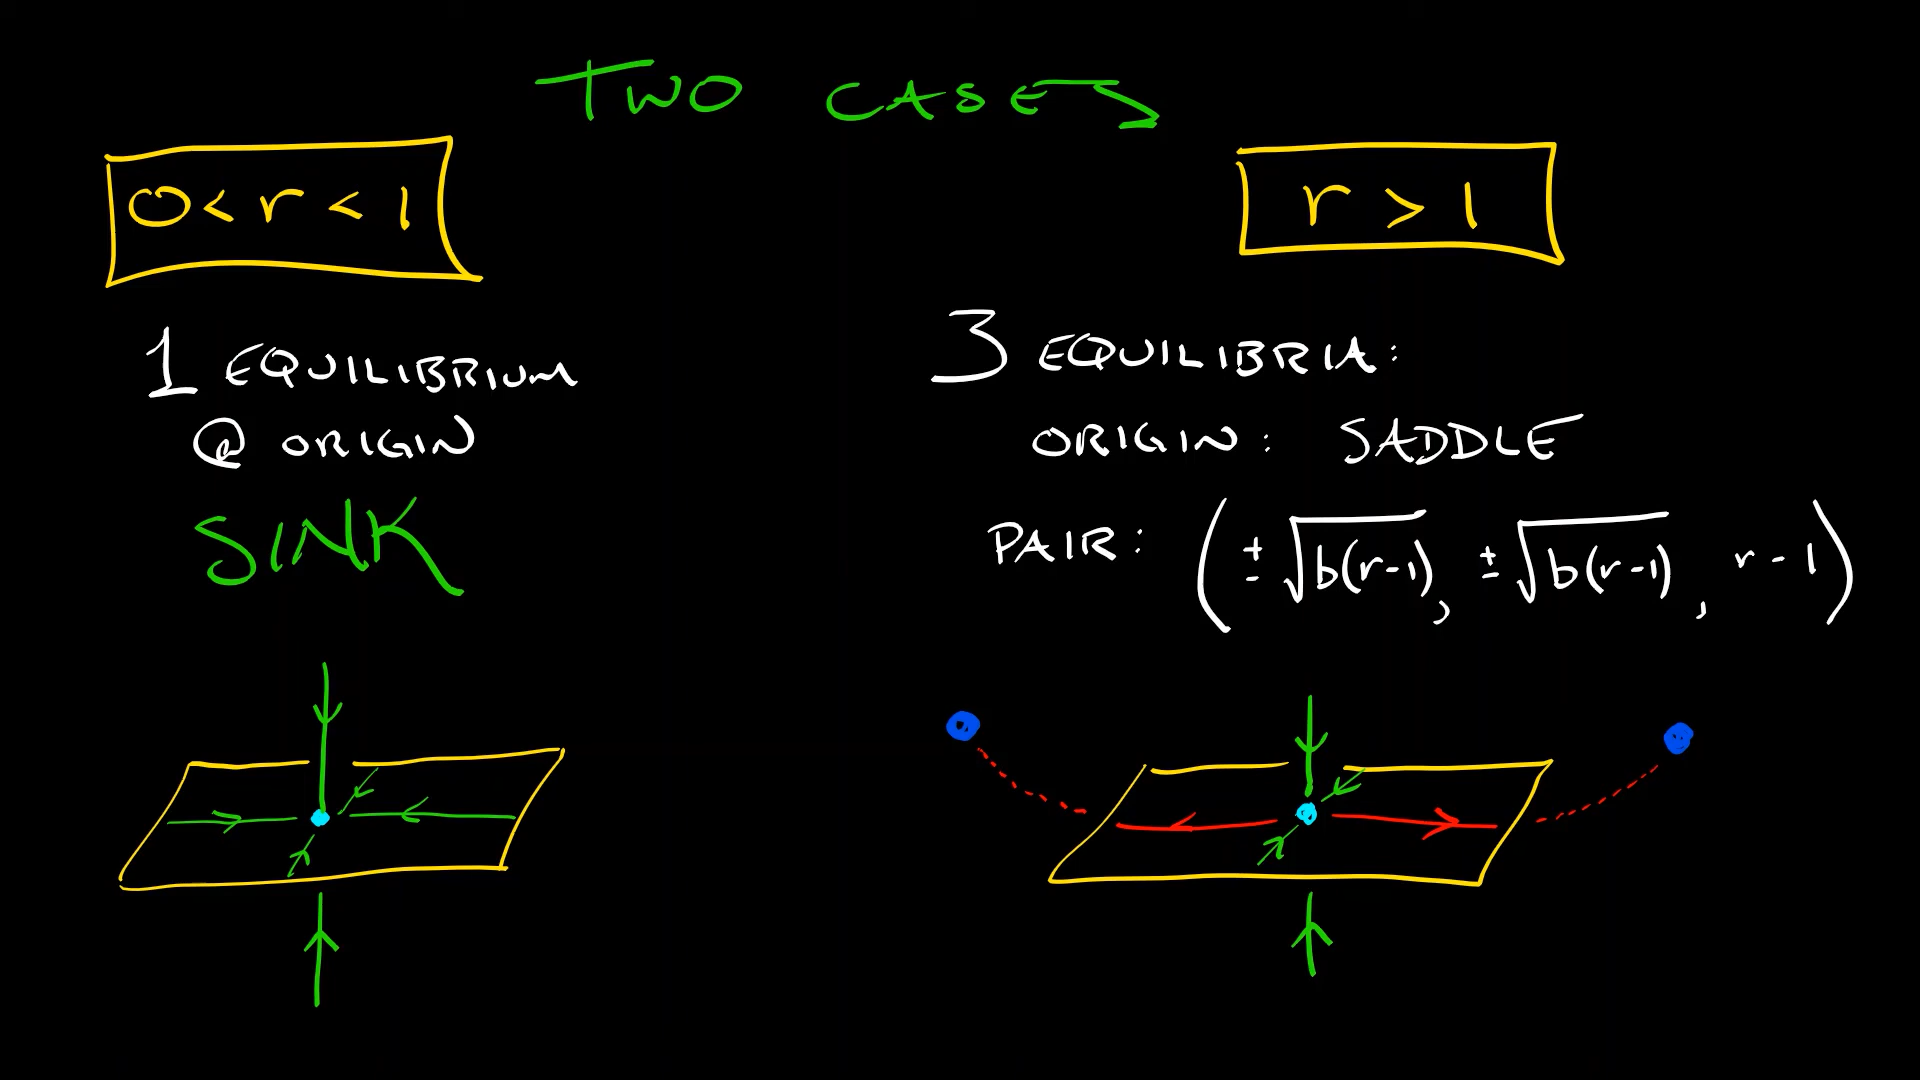 TWO CASES
0 < r < 1
1 EQUILIBRIUM
@ ORIGIN
SINK
r > 1
3 EQUILIBRIA:
ORIGIN: SADDLE
PAIR: (±√b(r-1), ±√b(r-1), r-1)